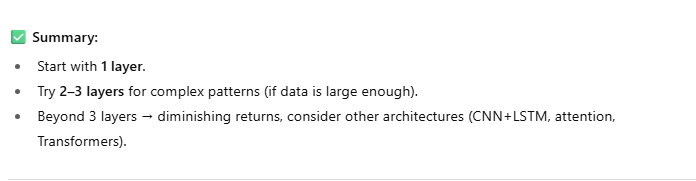 ✅ Summary:
• Start with 1 layer.
• Try 2–3 layers for complex patterns (if data is large enough).
• Beyond 3 layers → diminishing returns, consider other architectures (CNN+LSTM, attention,
Transformers).